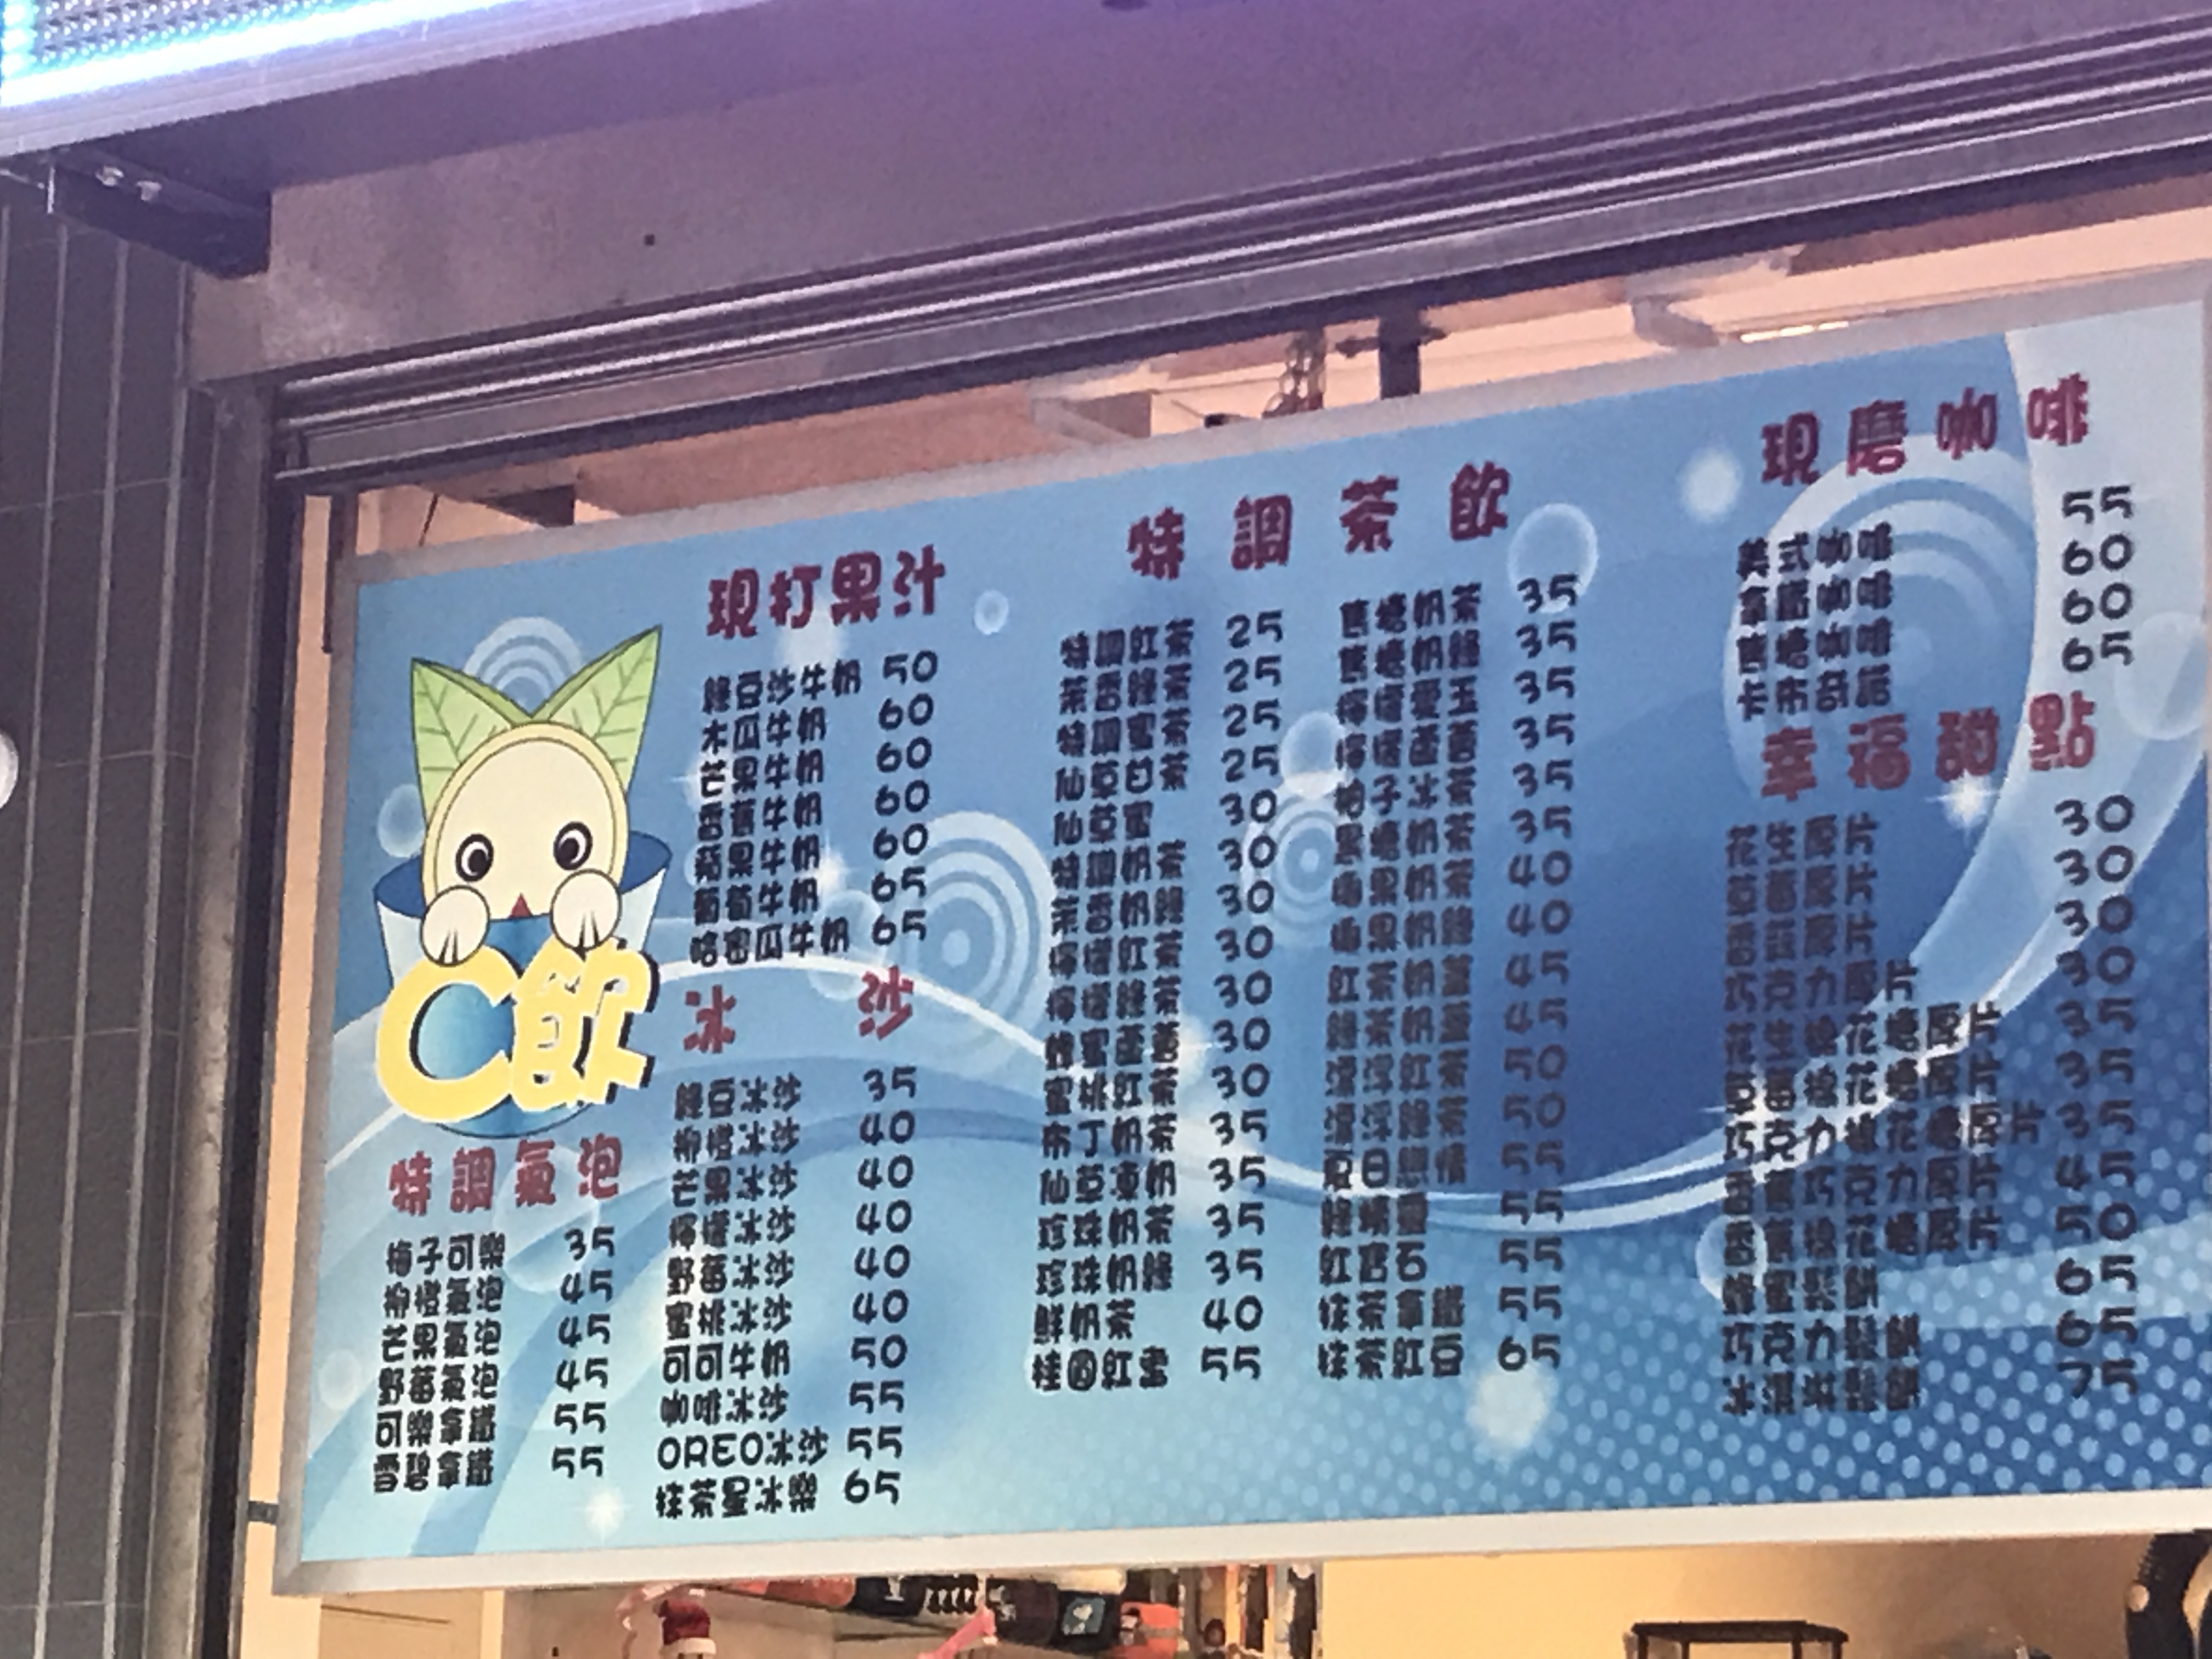 C飲
特調氣泡
梅子可樂 35
柳橙氣泡 45
芒果氣泡 45
野莓氣泡 45
可樂拿鐵 55
雪碧拿鐵 55
現打果汁
綠豆沙牛奶 50
木瓜牛奶 60
芒果牛奶 60
香蕉牛奶 60
蘋果牛奶 60
葡萄牛奶 65
哈密瓜牛奶 65
冰沙
綠豆冰沙 35
柳橙冰沙 40
芒果冰沙 40
檸檬冰沙 40
野莓冰沙 40
蜜桃冰沙 40
可可牛奶 50
咖啡冰沙 55
OREO冰沙 55
抹茶星冰樂 65
特調茶飲
特調紅茶 25
茉香綠茶 25
特調蜜茶 25
仙草甘茶 25
仙草蜜 30
特調奶茶 30
茉香奶綠 30
檸檬紅茶 30
檸檬綠茶 30
蜂蜜蘆薈 30
蜜桃紅茶 30
布丁奶茶 35
仙草凍奶 35
珍珠奶茶 35
珍珠奶綠 35
鮮奶茶 40
桂圓紅棗 55
焦糖奶茶 35
焦糖奶綠 35
檸檬愛玉 35
檸檬蘆薈 35
柚子冰茶 35
黑糖奶茶 35
椰果奶茶 40
椰果奶綠 40
紅茶奶蓋 45
綠茶奶蓋 45
漂浮紅茶 50
漂浮綠茶 50
夏日戀情 55
綠精靈 55
紅寶石 55
抹茶拿鐵 55
抹茶紅豆 65
現磨咖啡
美式咖啡 55
拿鐵咖啡 60
焦糖咖啡 60
卡布奇諾 65
幸福甜點
花生厚片 30
草莓厚片 30
香蒜厚片 30
巧克力厚片 30
花生棉花糖厚片 35
草莓棉花糖厚片 35
巧克力棉花糖厚片 35
香蕉巧克力厚片 45
香蕉棉花糖厚片 50
蜂蜜鬆餅 65
巧克力鬆餅 65
冰淇淋鬆餅 75